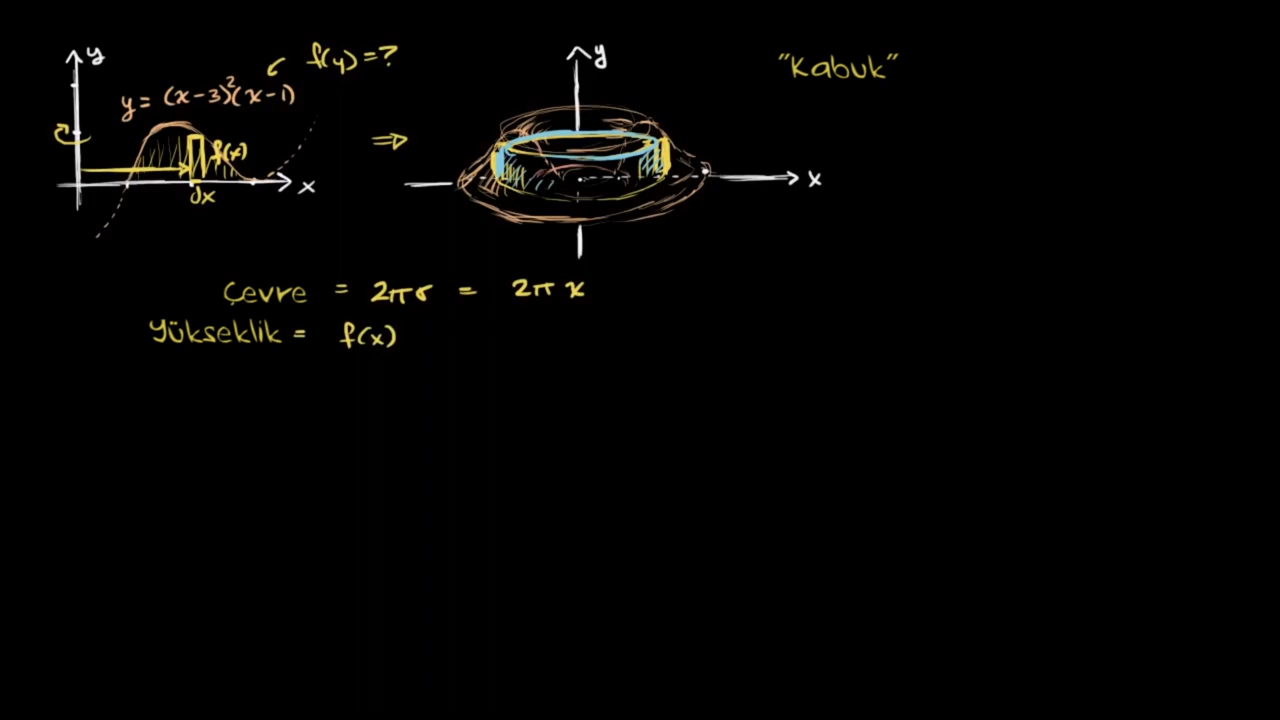 y
f(y) = ?
y = (x-3)²(x-1)
f(x)
x
dx
⇒
y
x
"Kabuk"
Çevre = 2πr = 2π x
Yükseklik = f(x)